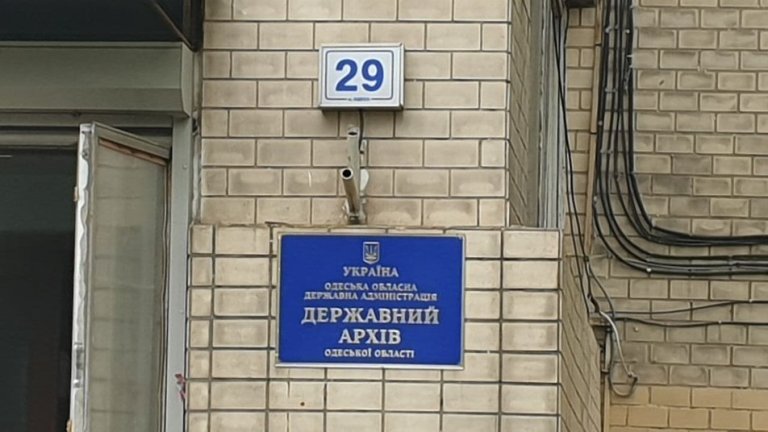 29
УКРАЇНА
ОДЕСЬКА ОБЛАСНА
ДЕРЖАВНА АДМІНІСТРАЦІЯ
ДЕРЖАВНИЙ
АРХІВ
ОДЕСЬКОЇ ОБЛАСТІ